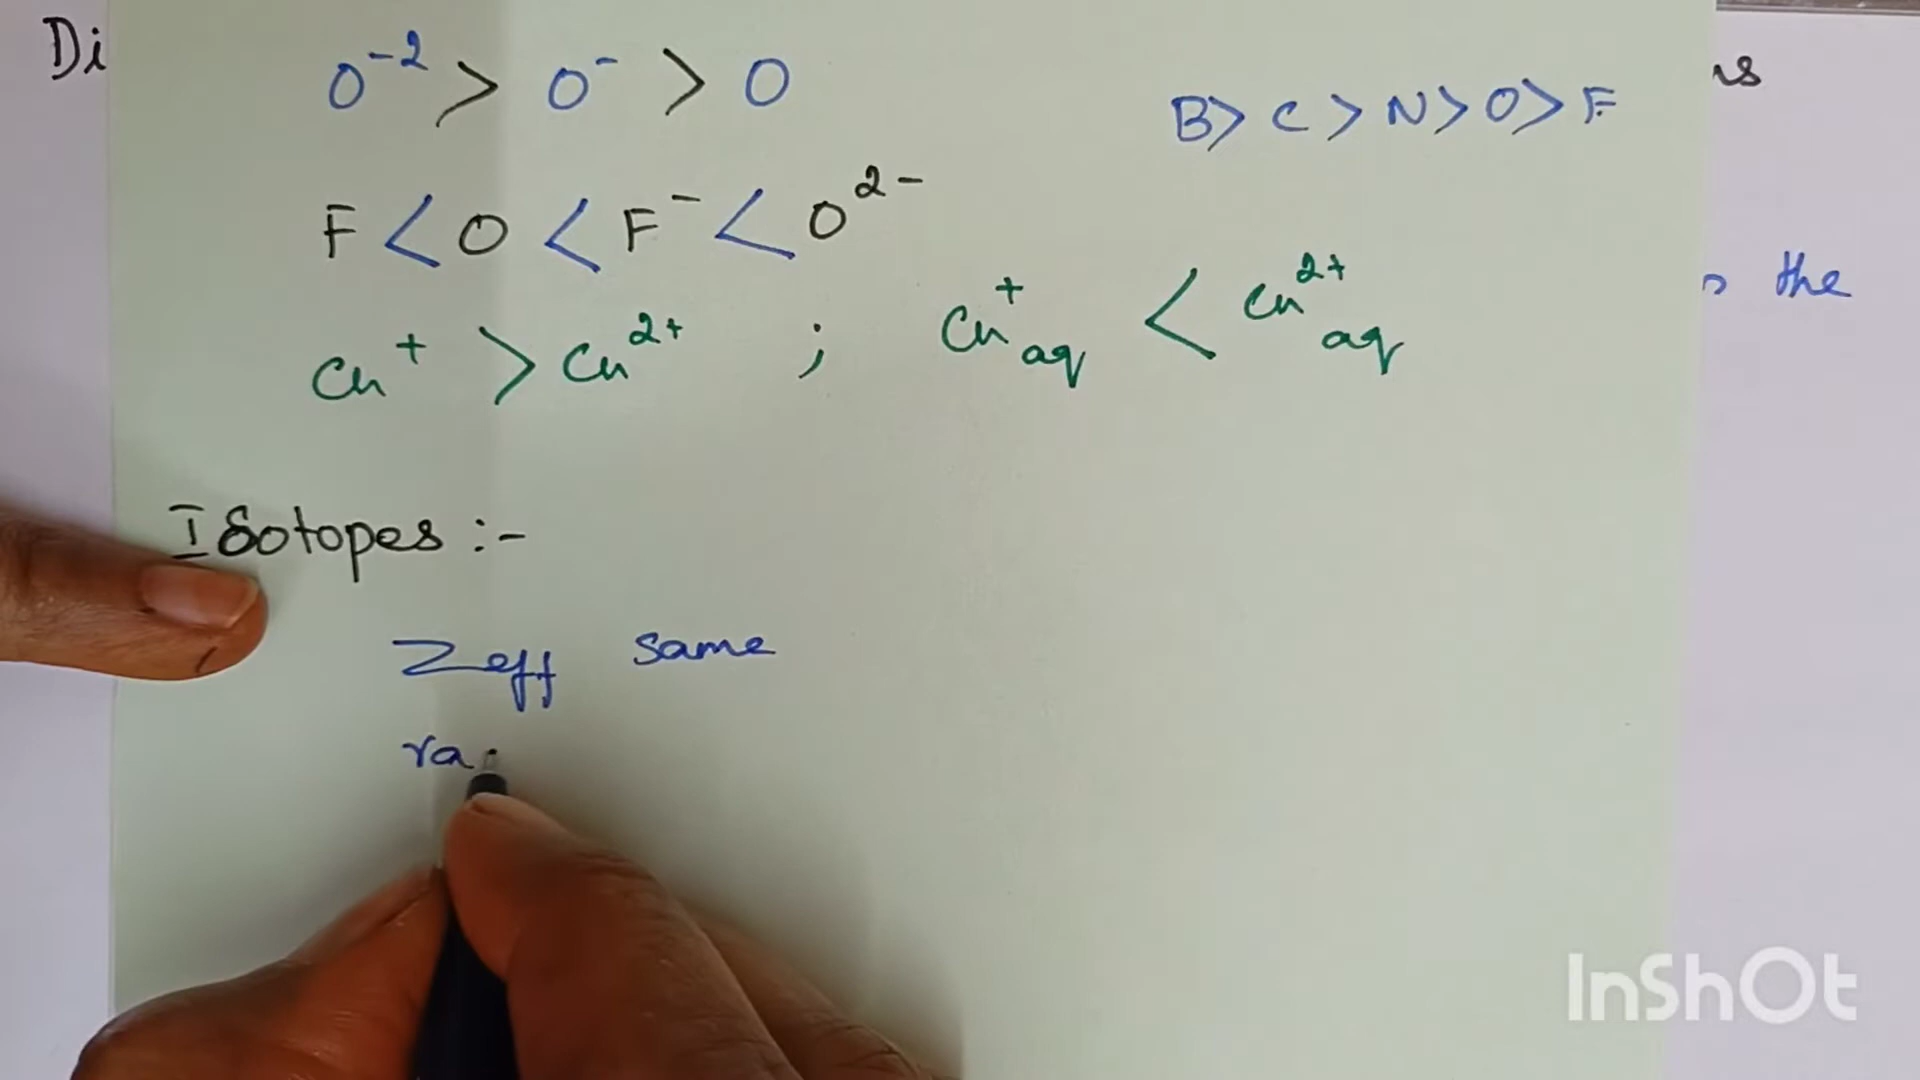 Di
O⁻² > O⁻ > O
B > C > N > O > F
F < O < F⁻ < O²⁻
Cu⁺ > Cu²⁺ ; Cu⁺aq < Cu²⁺aq
the
Isotopes :-
Zeff same
ra
InShOt